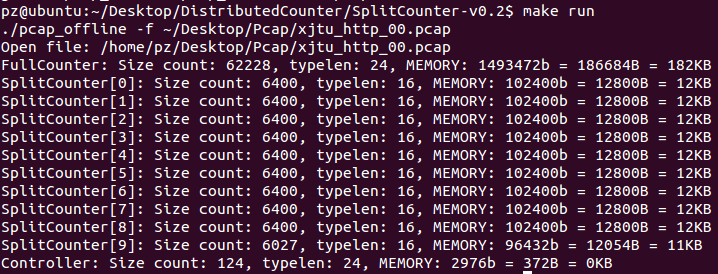 pz@ubuntu:~/Desktop/DistributedCounter/SplitCounter-v0.2$ make run
./pcap_offline -f ~/Desktop/Pcap/xjtu_http_00.pcap
Open file: /home/pz/Desktop/Pcap/xjtu_http_00.pcap
FullCounter: Size count: 62228, typelen: 24, MEMORY: 1493472b = 186684B = 182KB
SplitCounter[0]: Size count: 6400, typelen: 16, MEMORY: 102400b = 12800B = 12KB
SplitCounter[1]: Size count: 6400, typelen: 16, MEMORY: 102400b = 12800B = 12KB
SplitCounter[2]: Size count: 6400, typelen: 16, MEMORY: 102400b = 12800B = 12KB
SplitCounter[3]: Size count: 6400, typelen: 16, MEMORY: 102400b = 12800B = 12KB
SplitCounter[4]: Size count: 6400, typelen: 16, MEMORY: 102400b = 12800B = 12KB
SplitCounter[5]: Size count: 6400, typelen: 16, MEMORY: 102400b = 12800B = 12KB
SplitCounter[6]: Size count: 6400, typelen: 16, MEMORY: 102400b = 12800B = 12KB
SplitCounter[7]: Size count: 6400, typelen: 16, MEMORY: 102400b = 12800B = 12KB
SplitCounter[8]: Size count: 6400, typelen: 16, MEMORY: 102400b = 12800B = 12KB
SplitCounter[9]: Size count: 6027, typelen: 16, MEMORY: 96432b = 12054B = 11KB
Controller: Size count: 124, typelen: 24, MEMORY: 2976b = 372B = 0KB